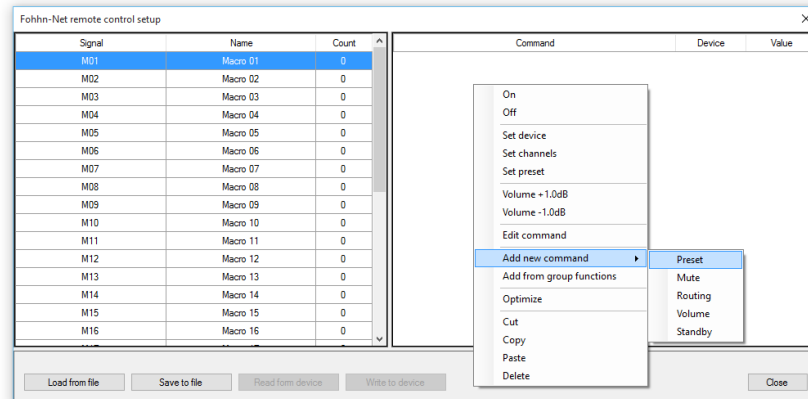 Fohhn-Net remote control setup
Signal Name Count
M01 Macro 01 0
M02 Macro 02 0
M03 Macro 03 0
M04 Macro 04 0
M05 Macro 05 0
M06 Macro 06 0
M07 Macro 07 0
M08 Macro 08 0
M09 Macro 09 0
M10 Macro 10 0
M11 Macro 11 0
M12 Macro 12 0
M13 Macro 13 0
M14 Macro 14 0
M15 Macro 15 0
M16 Macro 16 0
Command Device Value
On
Off
Set device
Set channels
Set preset
Volume +1.0dB
Volume -1.0dB
Edit command
Add new command
Add from group functions
Optimize
Cut
Copy
Paste
Delete
Preset
Mute
Routing
Volume
Standby
Load from file Save to file Read form device Write to device Close